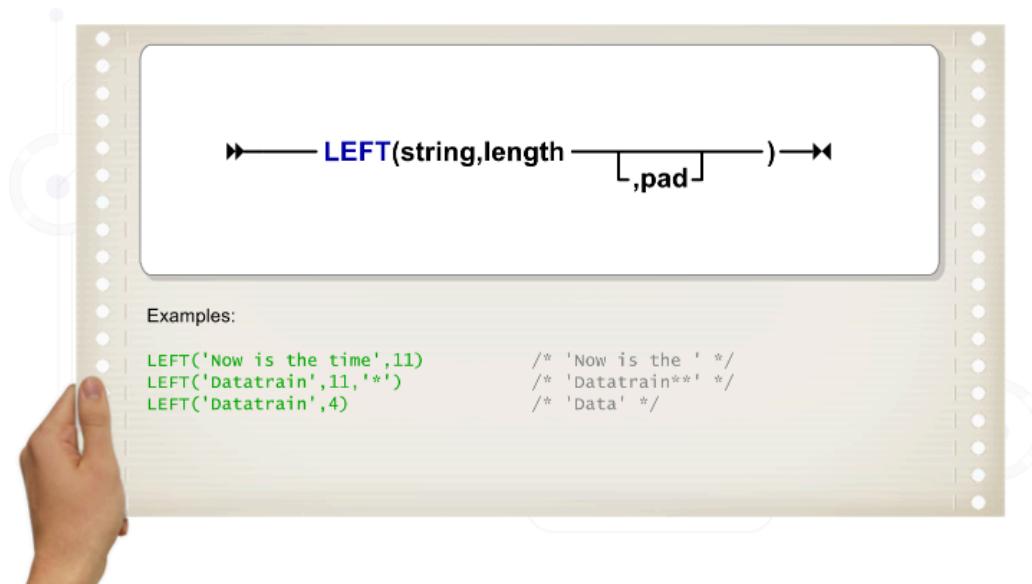 LEFT(string,length )
,pad
Examples:
LEFT('Now is the time',11) /* 'Now is the ' */
LEFT('Datatrain',11,'*') /* 'Datatrain**' */
LEFT('Datatrain',4) /* 'Data' */